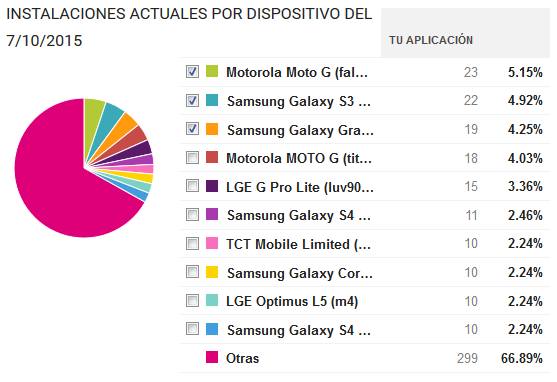 INSTALACIONES ACTUALES POR DISPOSITIVO DEL
7/10/2015
TU APLICACIÓN
Motorola Moto G (fal... 23 5.15%
Samsung Galaxy S3 ... 22 4.92%
Samsung Galaxy Gra... 19 4.25%
Motorola MOTO G (tit... 18 4.03%
LGE G Pro Lite (luv90... 15 3.36%
Samsung Galaxy S4 ... 11 2.46%
TCT Mobile Limited (... 10 2.24%
Samsung Galaxy Cor... 10 2.24%
LGE Optimus L5 (m4) 10 2.24%
Samsung Galaxy S4 ... 10 2.24%
Otras 299 66.89%